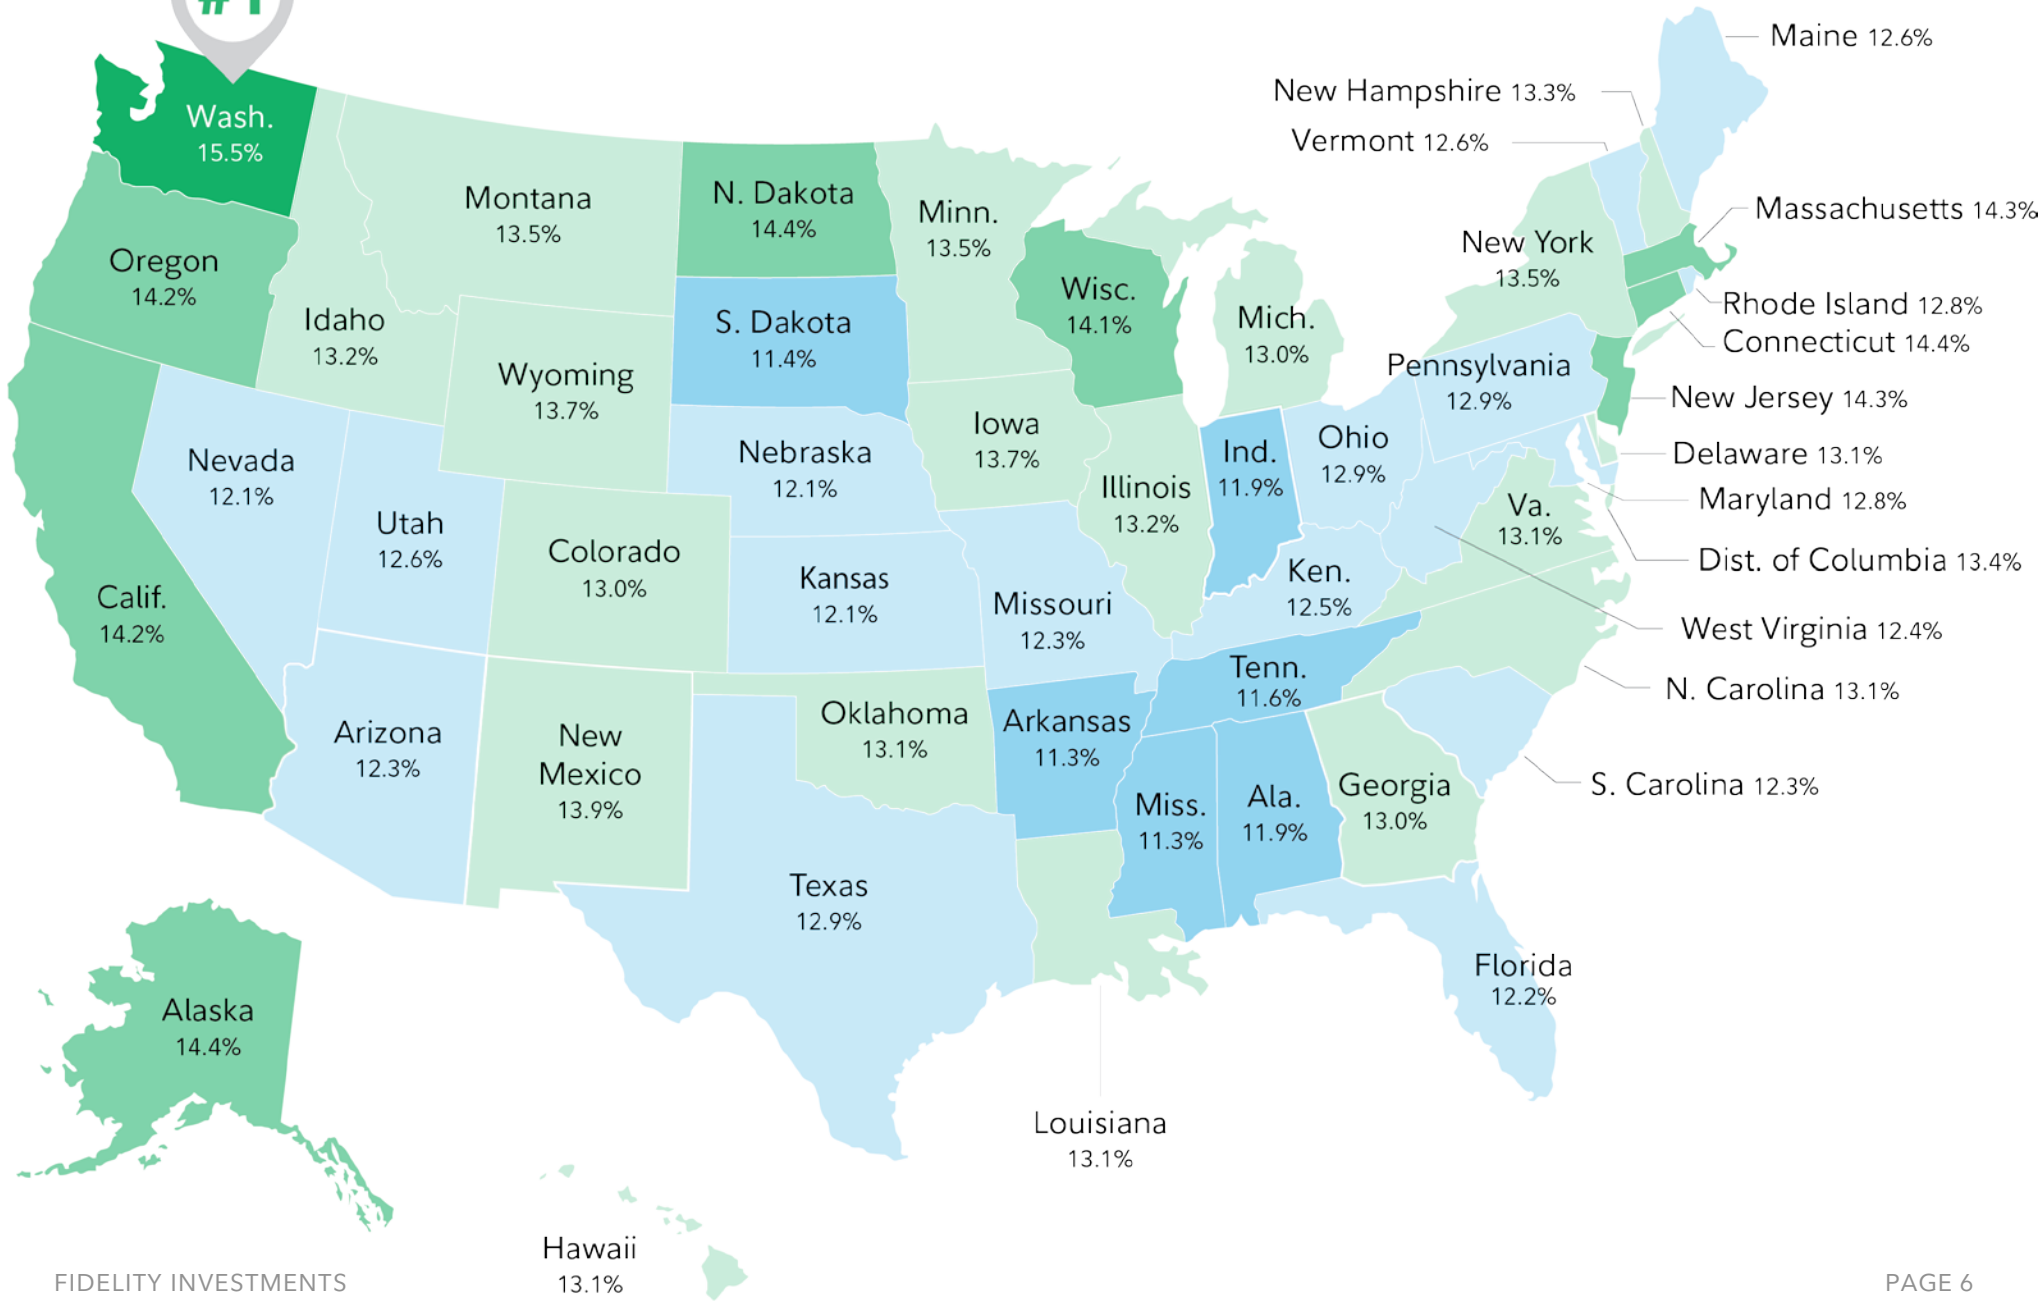 #1
Wash.
15.5%
Oregon
14.2%
Calif.
14.2%
Idaho
13.2%
Nevada
12.1%
Montana
13.5%
Wyoming
13.7%
Utah
12.6%
Arizona
12.3%
Colorado
13.0%
New
Mexico
13.9%
N. Dakota
14.4%
S. Dakota
11.4%
Nebraska
12.1%
Kansas
12.1%
Oklahoma
13.1%
Texas
12.9%
Minn.
13.5%
Iowa
13.7%
Missouri
12.3%
Arkansas
11.3%
Louisiana
13.1%
Wisc.
14.1%
Illinois
13.2%
Mich.
13.0%
Ind.
11.9%
Ohio
12.9%
Ken.
12.5%
Tenn.
11.6%
Miss.
11.3%
Ala.
11.9%
Georgia
13.0%
Florida
12.2%
Maine 12.6%
New Hampshire 13.3%
Vermont 12.6%
Massachusetts 14.3%
New York
13.5%
Rhode Island 12.8%
Connecticut 14.4%
Pennsylvania
12.9%
New Jersey 14.3%
Delaware 13.1%
Maryland 12.8%
Va.
13.1%
Dist. of Columbia 13.4%
West Virginia 12.4%
N. Carolina 13.1%
S. Carolina 12.3%
Alaska
14.4%
Hawaii
13.1%
FIDELITY INVESTMENTS
PAGE 6